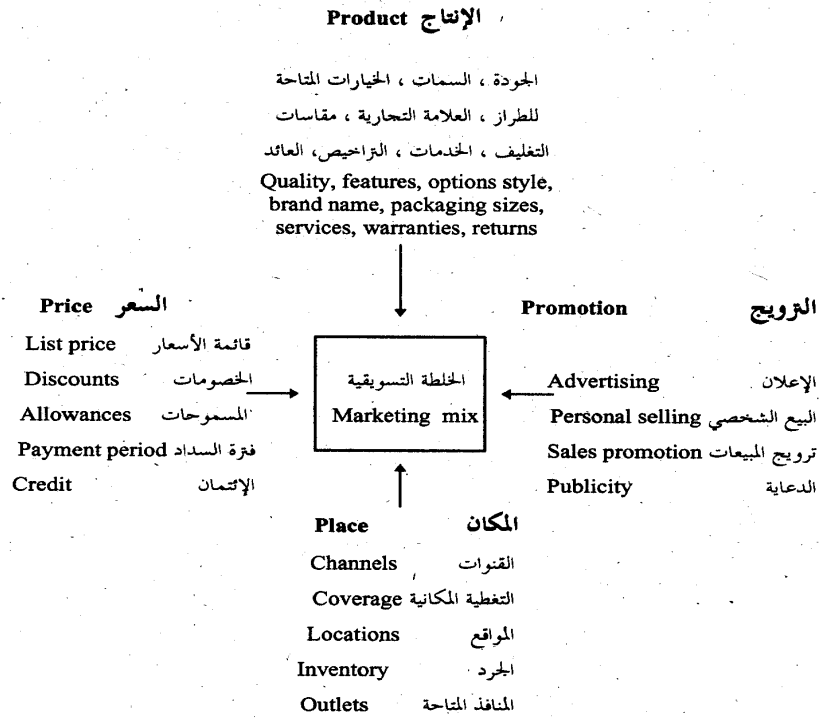 Product الإنتاج
الجودة ، السمات ، الخيارات المتاحة
للطراز ، العلامة التجارية ، مقاسات
التغليف ، الخدمات ، التراخيص، العائد
Quality, features, options style,
brand name, packaging sizes,
services, warranties, returns
Price السعر
List price قائمة الأسعار
Discounts الخصومات
Allowances المسموحات
Payment period فترة السداد
Credit الإئتمان
الخلطة التسويقية
Marketing mix
Promotion الترويج
Advertising الإعلان
Personal selling البيع الشخصي
Sales promotion ترويج المبيعات
Publicity الدعاية
Place المكان
Channels القنوات
Coverage التغطية المكانية
Locations المواقع
Inventory الجرد
Outlets المنافذ المتاحة